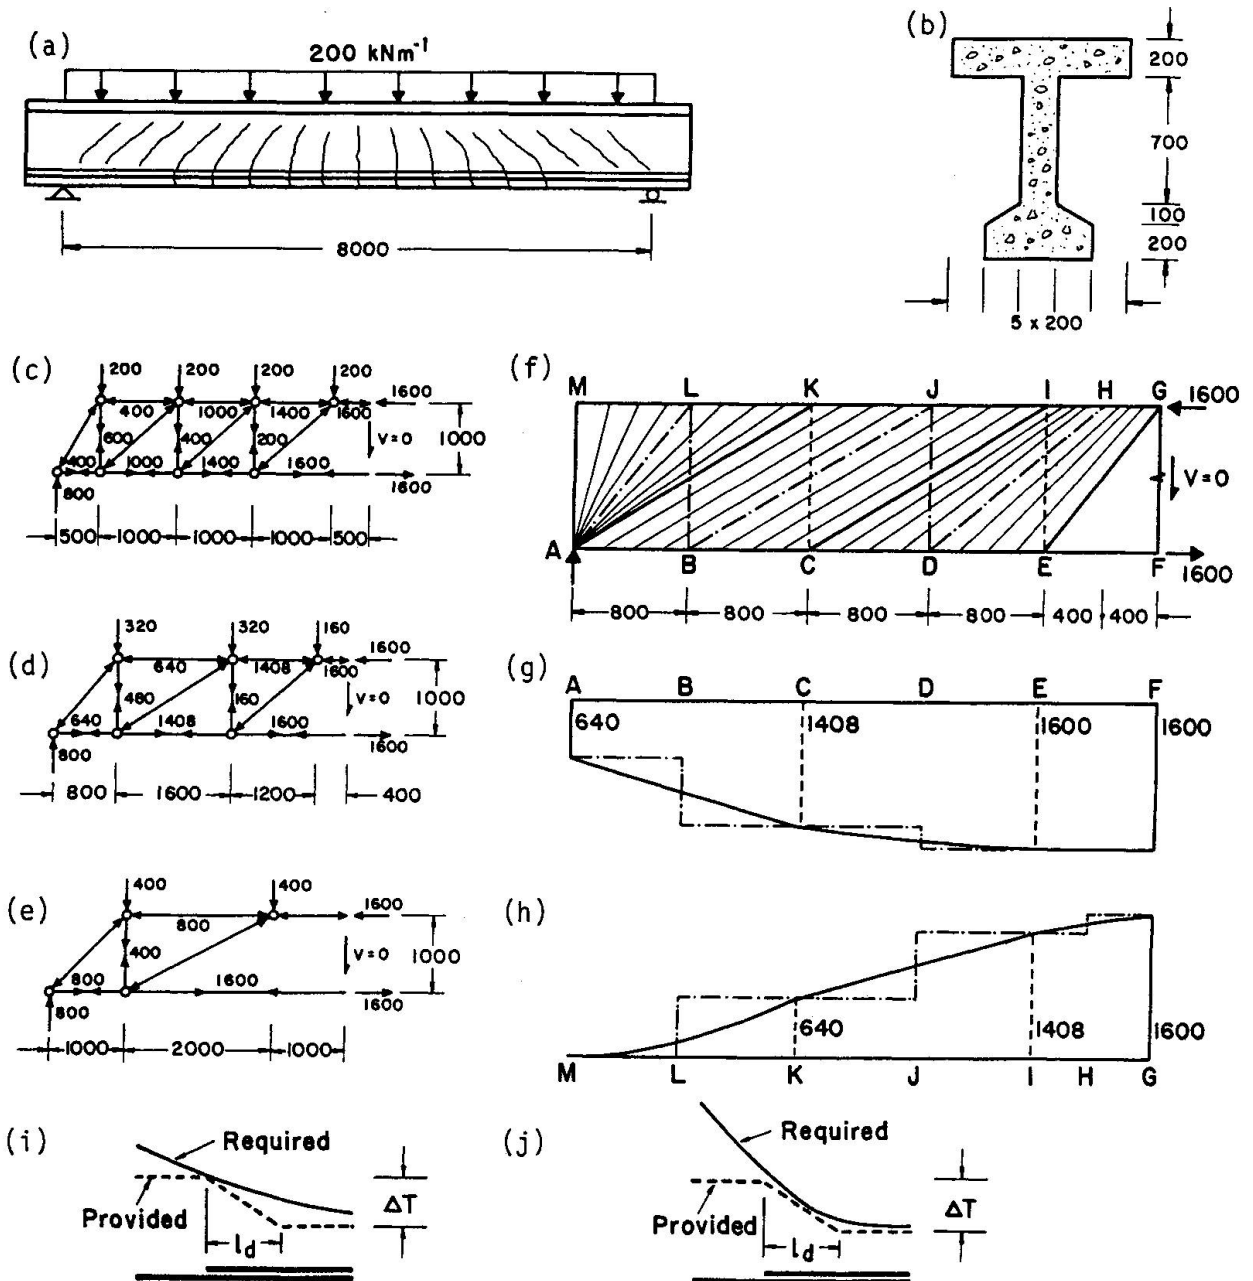 (a)
200 kNm⁻¹
8000
(b)
200
700
100
200
5 x 200
(c)
200 200 200 200
400 1000 1400 1600 1600
600 400 200 V=0 1000
400 1000 1400 1600
800 1600
500 1000 1000 1000 500
(d)
320 320 160
640 1408 1600 1600
480 160 V=0 1000
640 1408 1600
800 1600
800 1600 1200 400
(e)
400 400
800 1600
400 V=0 1000
800 1600
800 1600
1000 2000 1000
(f)
M L K J I H G
1600
V=0
A B C D E F
1600
800 800 800 800 400 400
(g)
A B C D E F
640 1408 1600 1600
(h)
640 1408 1600
M L K J I H G
(i)
Required
Provided
ΔT
ld
(j)
Required
Provided
ΔT
ld